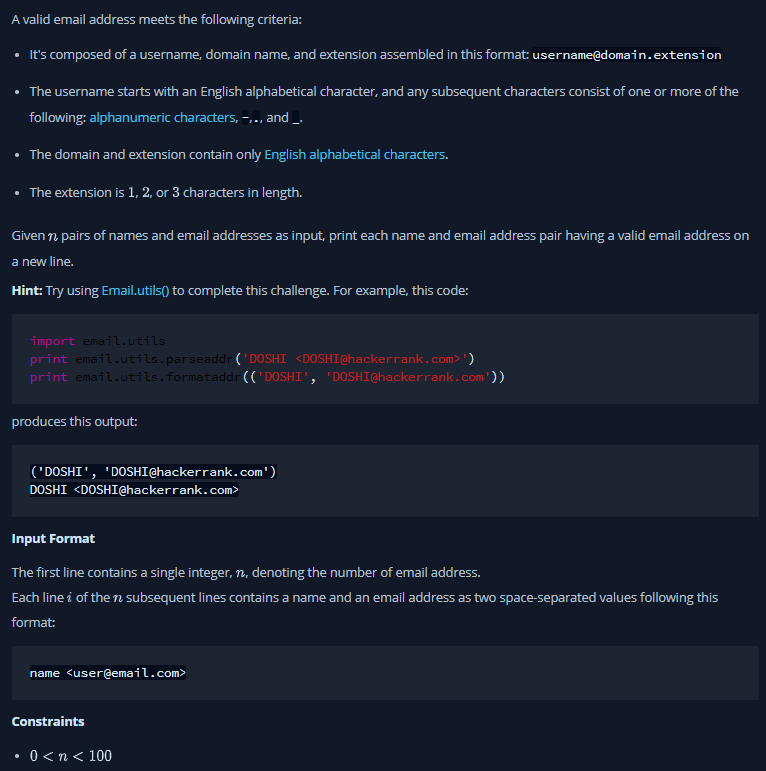 A valid email address meets the following criteria:
• It's composed of a username, domain name, and extension assembled in this format: username@domain.extension
• The username starts with an English alphabetical character, and any subsequent characters consist of one or more of the
following: alphanumeric characters, -,., and _.
• The domain and extension contain only English alphabetical characters.
• The extension is 1, 2, or 3 characters in length.
Given n pairs of names and email addresses as input, print each name and email address pair having a valid email address on
a new line.
Hint: Try using Email.utils() to complete this challenge. For example, this code:
import email.utils
print email.utils.parseaddr('DOSHI <DOSHI@hackerrank.com>')
print email.utils.formataddr(('DOSHI', 'DOSHI@hackerrank.com'))
produces this output:
('DOSHI', 'DOSHI@hackerrank.com')
DOSHI <DOSHI@hackerrank.com>
Input Format
The first line contains a single integer, n, denoting the number of email address.
Each line i of the n subsequent lines contains a name and an email address as two space-separated values following this
format:
name <user@email.com>
Constraints
• 0 < n < 100